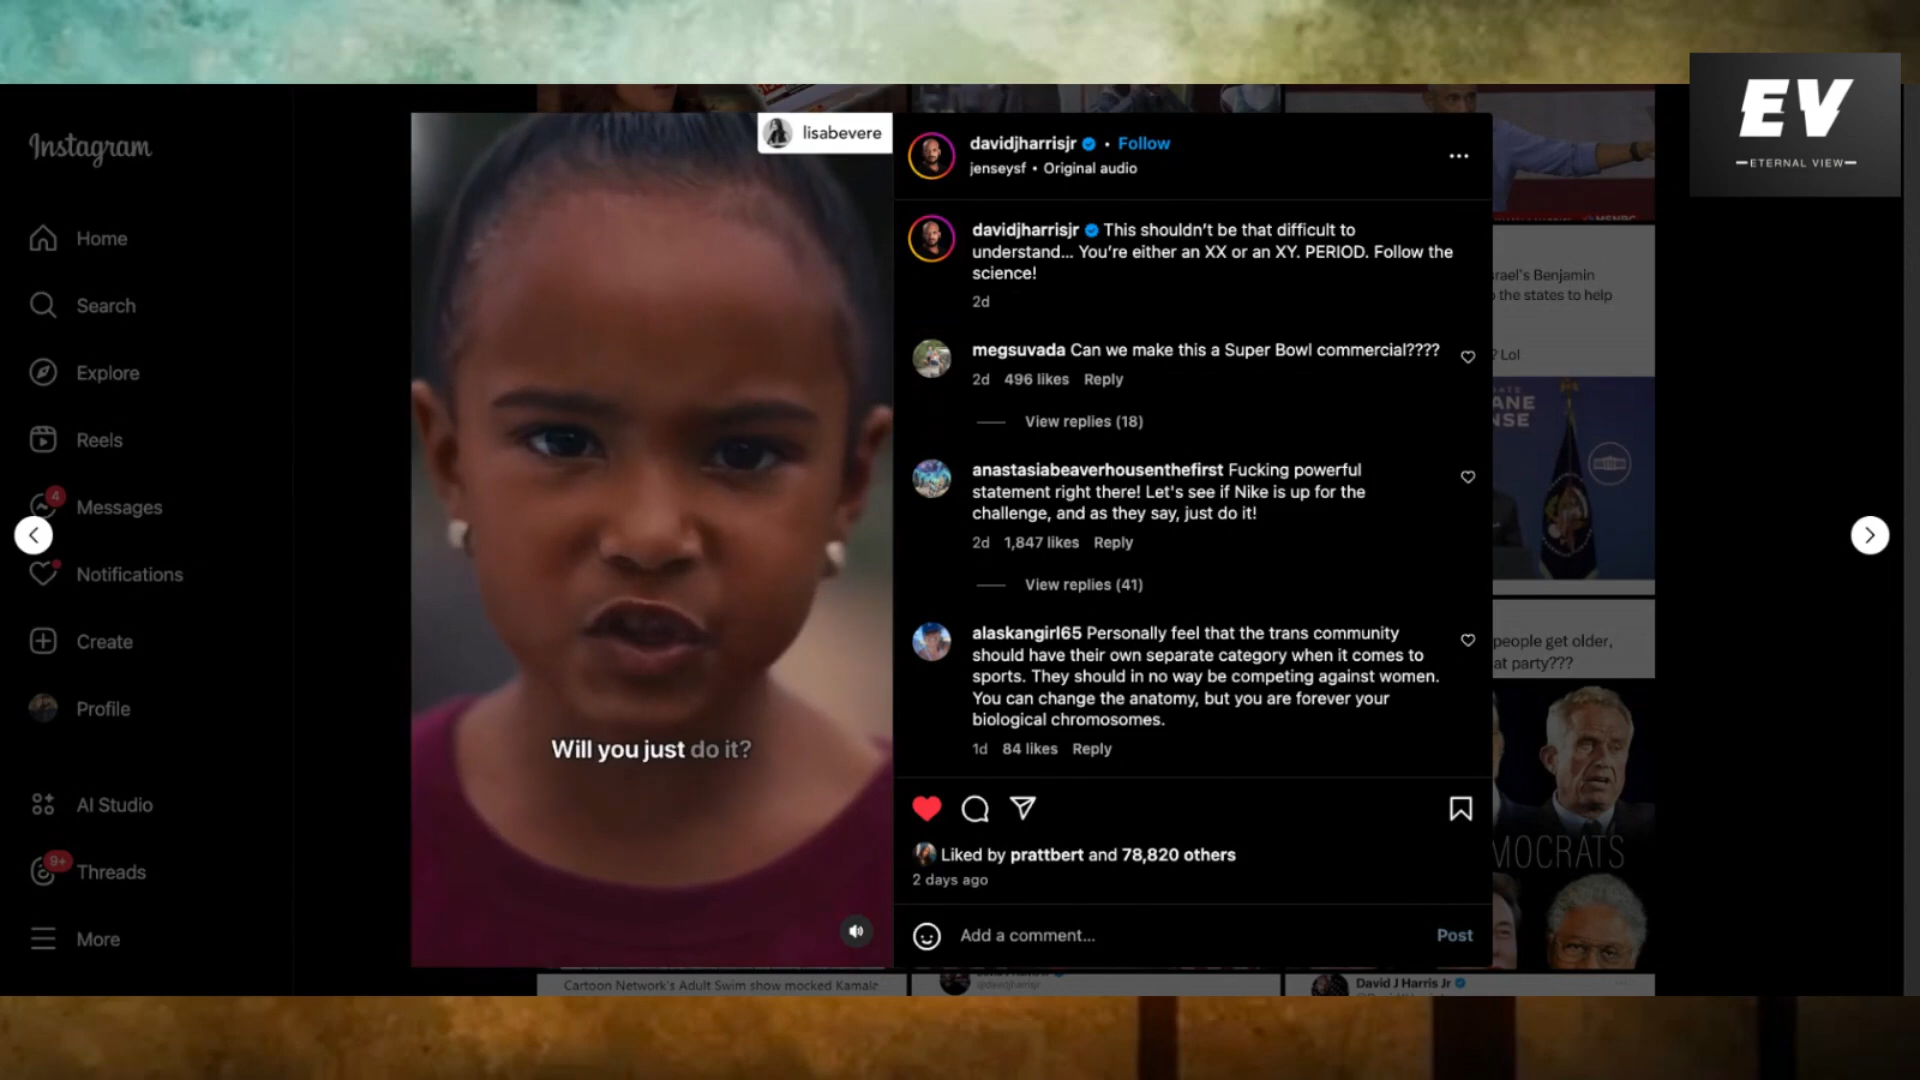 EV
ETERNAL VIEW
Instagram
Home
Search
Explore
Reels
4
Messages
Notifications
Create
Profile
AI Studio
9+
Threads
More
lisabevere
Will you just do it?
davidjharrisjr • Follow
jenseysf • Original audio
davidjharrisjr This shouldn't be that difficult to
understand... You're either an XX or an XY. PERIOD. Follow the
science!
2d
megsuvada Can we make this a Super Bowl commercial????
2d 496 likes Reply
View replies (18)
anastasiabeaverhousenthefirst Fucking powerful
statement right there! Let's see if Nike is up for the
challenge, and as they say, just do it!
2d 1,847 likes Reply
View replies (41)
alaskangirl65 Personally feel that the trans community
should have their own separate category when it comes to
sports. They should in no way be competing against women.
You can change the anatomy, but you are forever your
biological chromosomes.
1d 84 likes Reply
Liked by prattbert and 78,820 others
2 days ago
Add a comment...
Post
MSNBC
rael's Benjamin
the states to help
? Lol
ANE
NSE
people get older,
at party???
MOCRATS
Cartoon Network's Adult Swim show mocked Kamala
@davidjharrisjr
David J Harris Jr